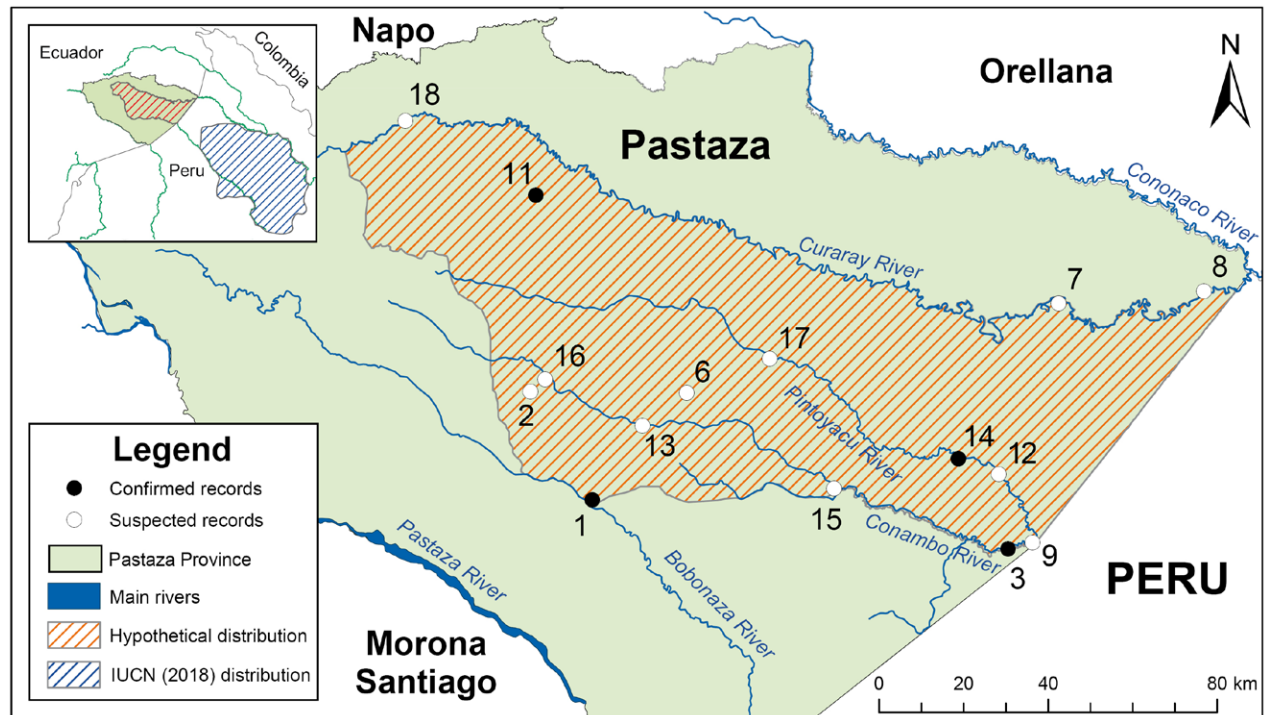 Napo
Orellana
N
Ecuador
Colombia
Peru
18
Pastaza
11
Cononaco River
Curaray River
7
8
17
16
6
2
13
Pintoyacu River
14
12
15
1
Conambo River
3
9
PERU
Pastaza River
Bobonaza River
Morona
Santiago
Legend
Confirmed records
Suspected records
Pastaza Province
Main rivers
Hypothetical distribution
IUCN (2018) distribution
0 20 40 80 km